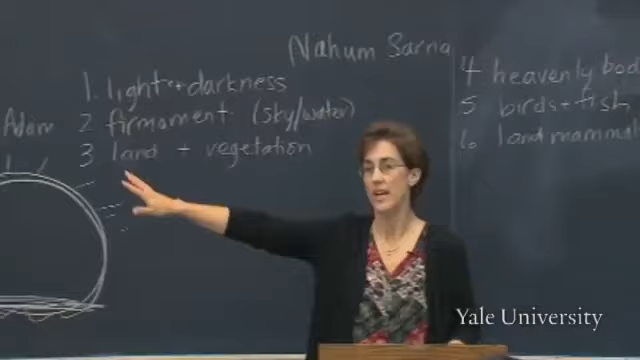 Nahum Sarna
1. light + darkness
Adam 2 firmament (sky/water)
3 land + vegetation
4 heavenly bod
5 birds + fish
6 land mammal
Yale University